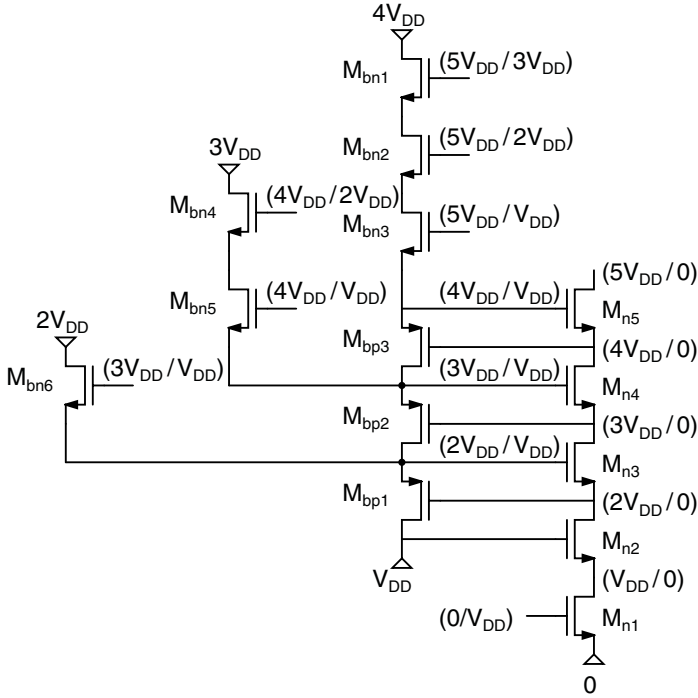 4V_DD
M_bn1 (5V_DD/3V_DD)
M_bn2 (5V_DD/2V_DD)
3V_DD
M_bn4 (4V_DD/2V_DD)
M_bn3 (5V_DD/V_DD)
(5V_DD/0)
M_bn5 (4V_DD/V_DD)
(4V_DD/V_DD)
M_n5
2V_DD
M_bp3
(4V_DD/0)
M_bn6 (3V_DD/V_DD)
(3V_DD/V_DD)
M_n4
M_bp2
(3V_DD/0)
(2V_DD/V_DD)
M_n3
M_bp1
(2V_DD/0)
M_n2
V_DD
(V_DD/0)
(0/V_DD)
M_n1
0